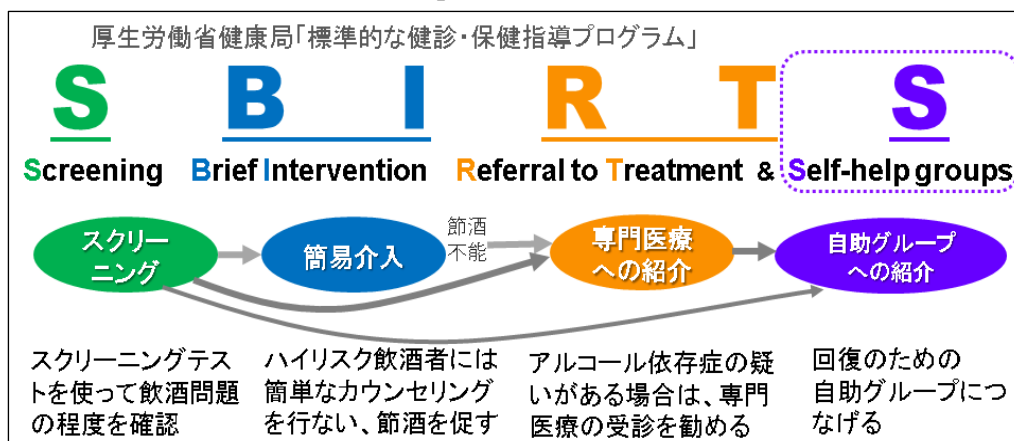 厚生労働省健康局「標準的な健診・保健指導プログラム」
S B I R T S
Screening Brief Intervention Referral to Treatment & Self-help groups,
スクリー
ニング
簡易介入
節酒
不能
専門医療
への紹介
自助グループ
への紹介
スクリーニングテス
トを使って飲酒問題
の程度を確認
ハイリスク飲酒者には
簡単なカウンセリング
を行ない、節酒を促す
アルコール依存症の疑
いがある場合は、専門
医療の受診を勧める
回復のための
自助グループにつ
なげる